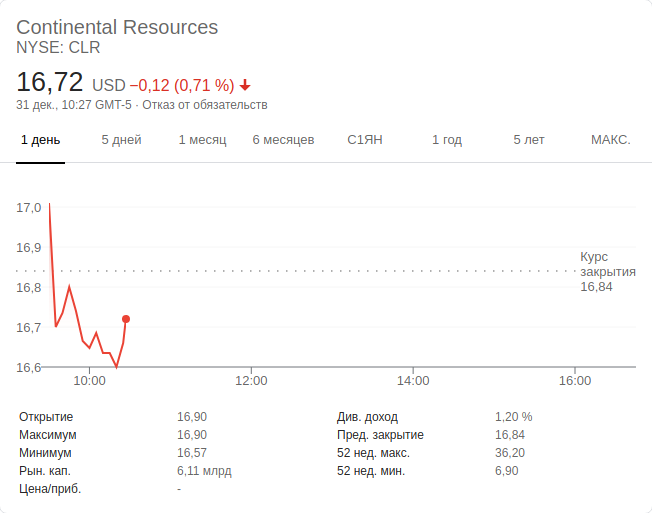 Continental Resources
NYSE: CLR
16,72 USD −0,12 (0,71 %)
31 дек., 10:27 GMT-5 · Отказ от обязательств
1 день 5 дней 1 месяц 6 месяцев С1ЯН 1 год 5 лет МАКС.
17,0
16,9
Курс
закрытия
16,84
16,8
16,7
16,6
10:00 12:00 14:00 16:00
Открытие 16,90 Див. доход 1,20 %
Максимум 16,90 Пред. закрытие 16,84
Минимум 16,57 52 нед. макс. 36,20
Рын. кап. 6,11 млрд 52 нед. мин. 6,90
Цена/приб. -